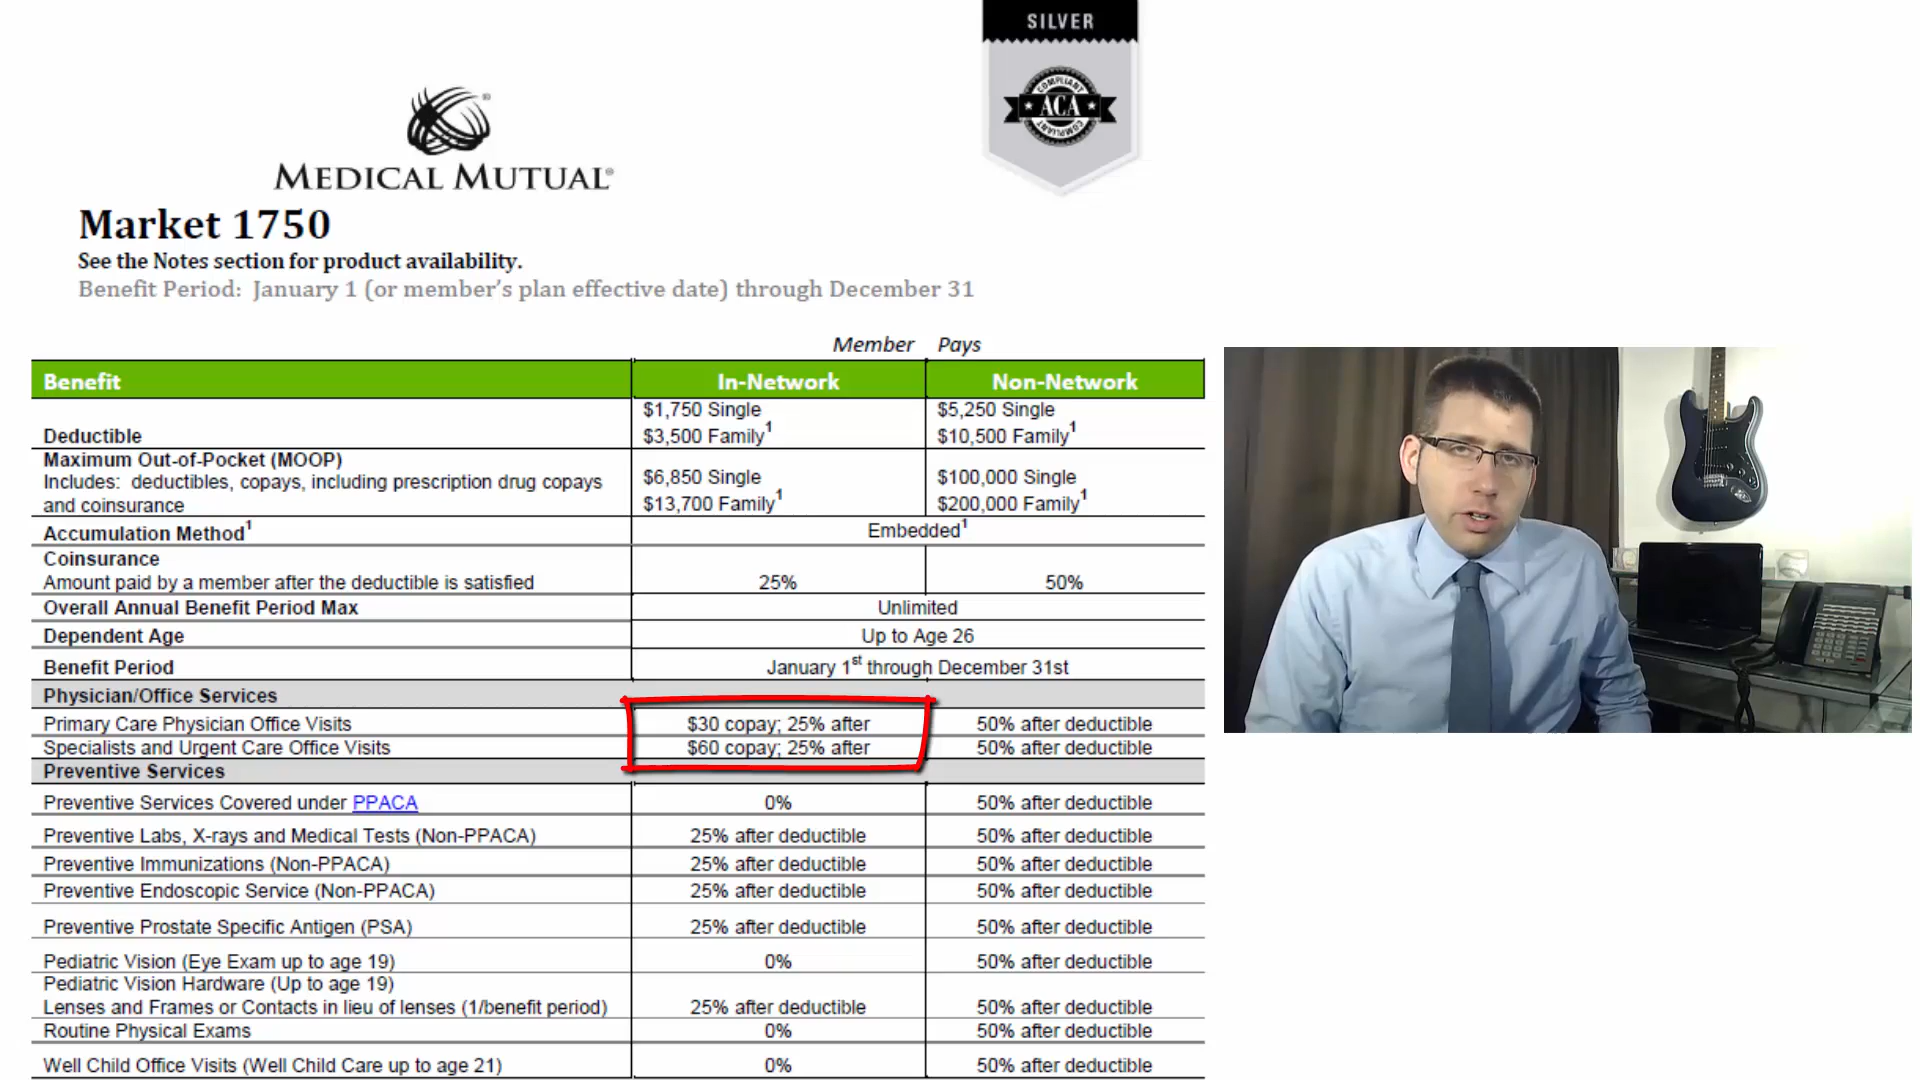 SILVER
COMPLIANT
ACA
COMPLIANT
MEDICAL MUTUAL®
Market 1750
See the Notes section for product availability.
Benefit Period: January 1 (or member's plan effective date) through December 31
Member Pays
Benefit In-Network Non-Network
$1,750 Single $5,250 Single
Deductible $3,500 Family1 $10,500 Family1
Maximum Out-of-Pocket (MOOP)
Includes: deductibles, copays, including prescription drug copays $6,850 Single $100,000 Single
and coinsurance $13,700 Family1 $200,000 Family1
Accumulation Method1 Embedded1
Coinsurance
Amount paid by a member after the deductible is satisfied 25% 50%
Overall Annual Benefit Period Max Unlimited
Dependent Age Up to Age 26
Benefit Period January 1st through December 31st
Physician/Office Services
Primary Care Physician Office Visits $30 copay; 25% after 50% after deductible
Specialists and Urgent Care Office Visits $60 copay; 25% after 50% after deductible
Preventive Services
Preventive Services Covered under PPACA 0% 50% after deductible
Preventive Labs, X-rays and Medical Tests (Non-PPACA) 25% after deductible 50% after deductible
Preventive Immunizations (Non-PPACA) 25% after deductible 50% after deductible
Preventive Endoscopic Service (Non-PPACA) 25% after deductible 50% after deductible
Preventive Prostate Specific Antigen (PSA) 25% after deductible 50% after deductible
Pediatric Vision (Eye Exam up to age 19) 0% 50% after deductible
Pediatric Vision Hardware (Up to age 19)
Lenses and Frames or Contacts in lieu of lenses (1/benefit period) 25% after deductible 50% after deductible
Routine Physical Exams 0% 50% after deductible
Well Child Office Visits (Well Child Care up to age 21) 0% 50% after deductible